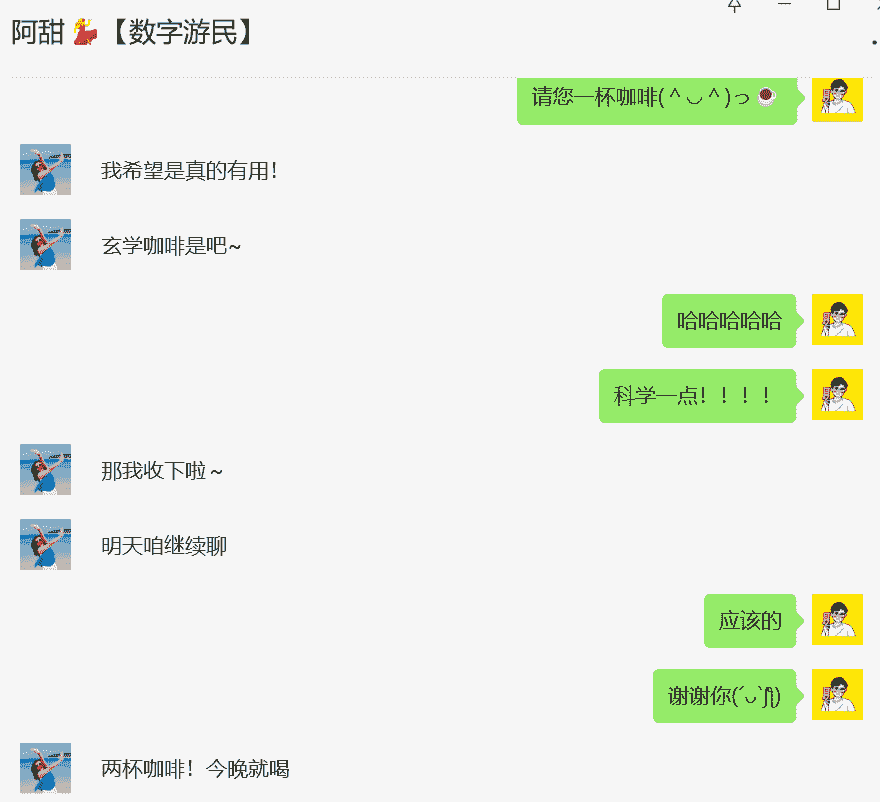 阿甜💃【数字游民】
请您一杯咖啡(＾◡＾)っ ☕
我希望是真的有用！
玄学咖啡是吧~
哈哈哈哈哈
科学一点！！！！
那我收下啦～
明天咱继续聊
应该的
谢谢你(´ᴗ`ʃƪ)
两杯咖啡！今晚就喝